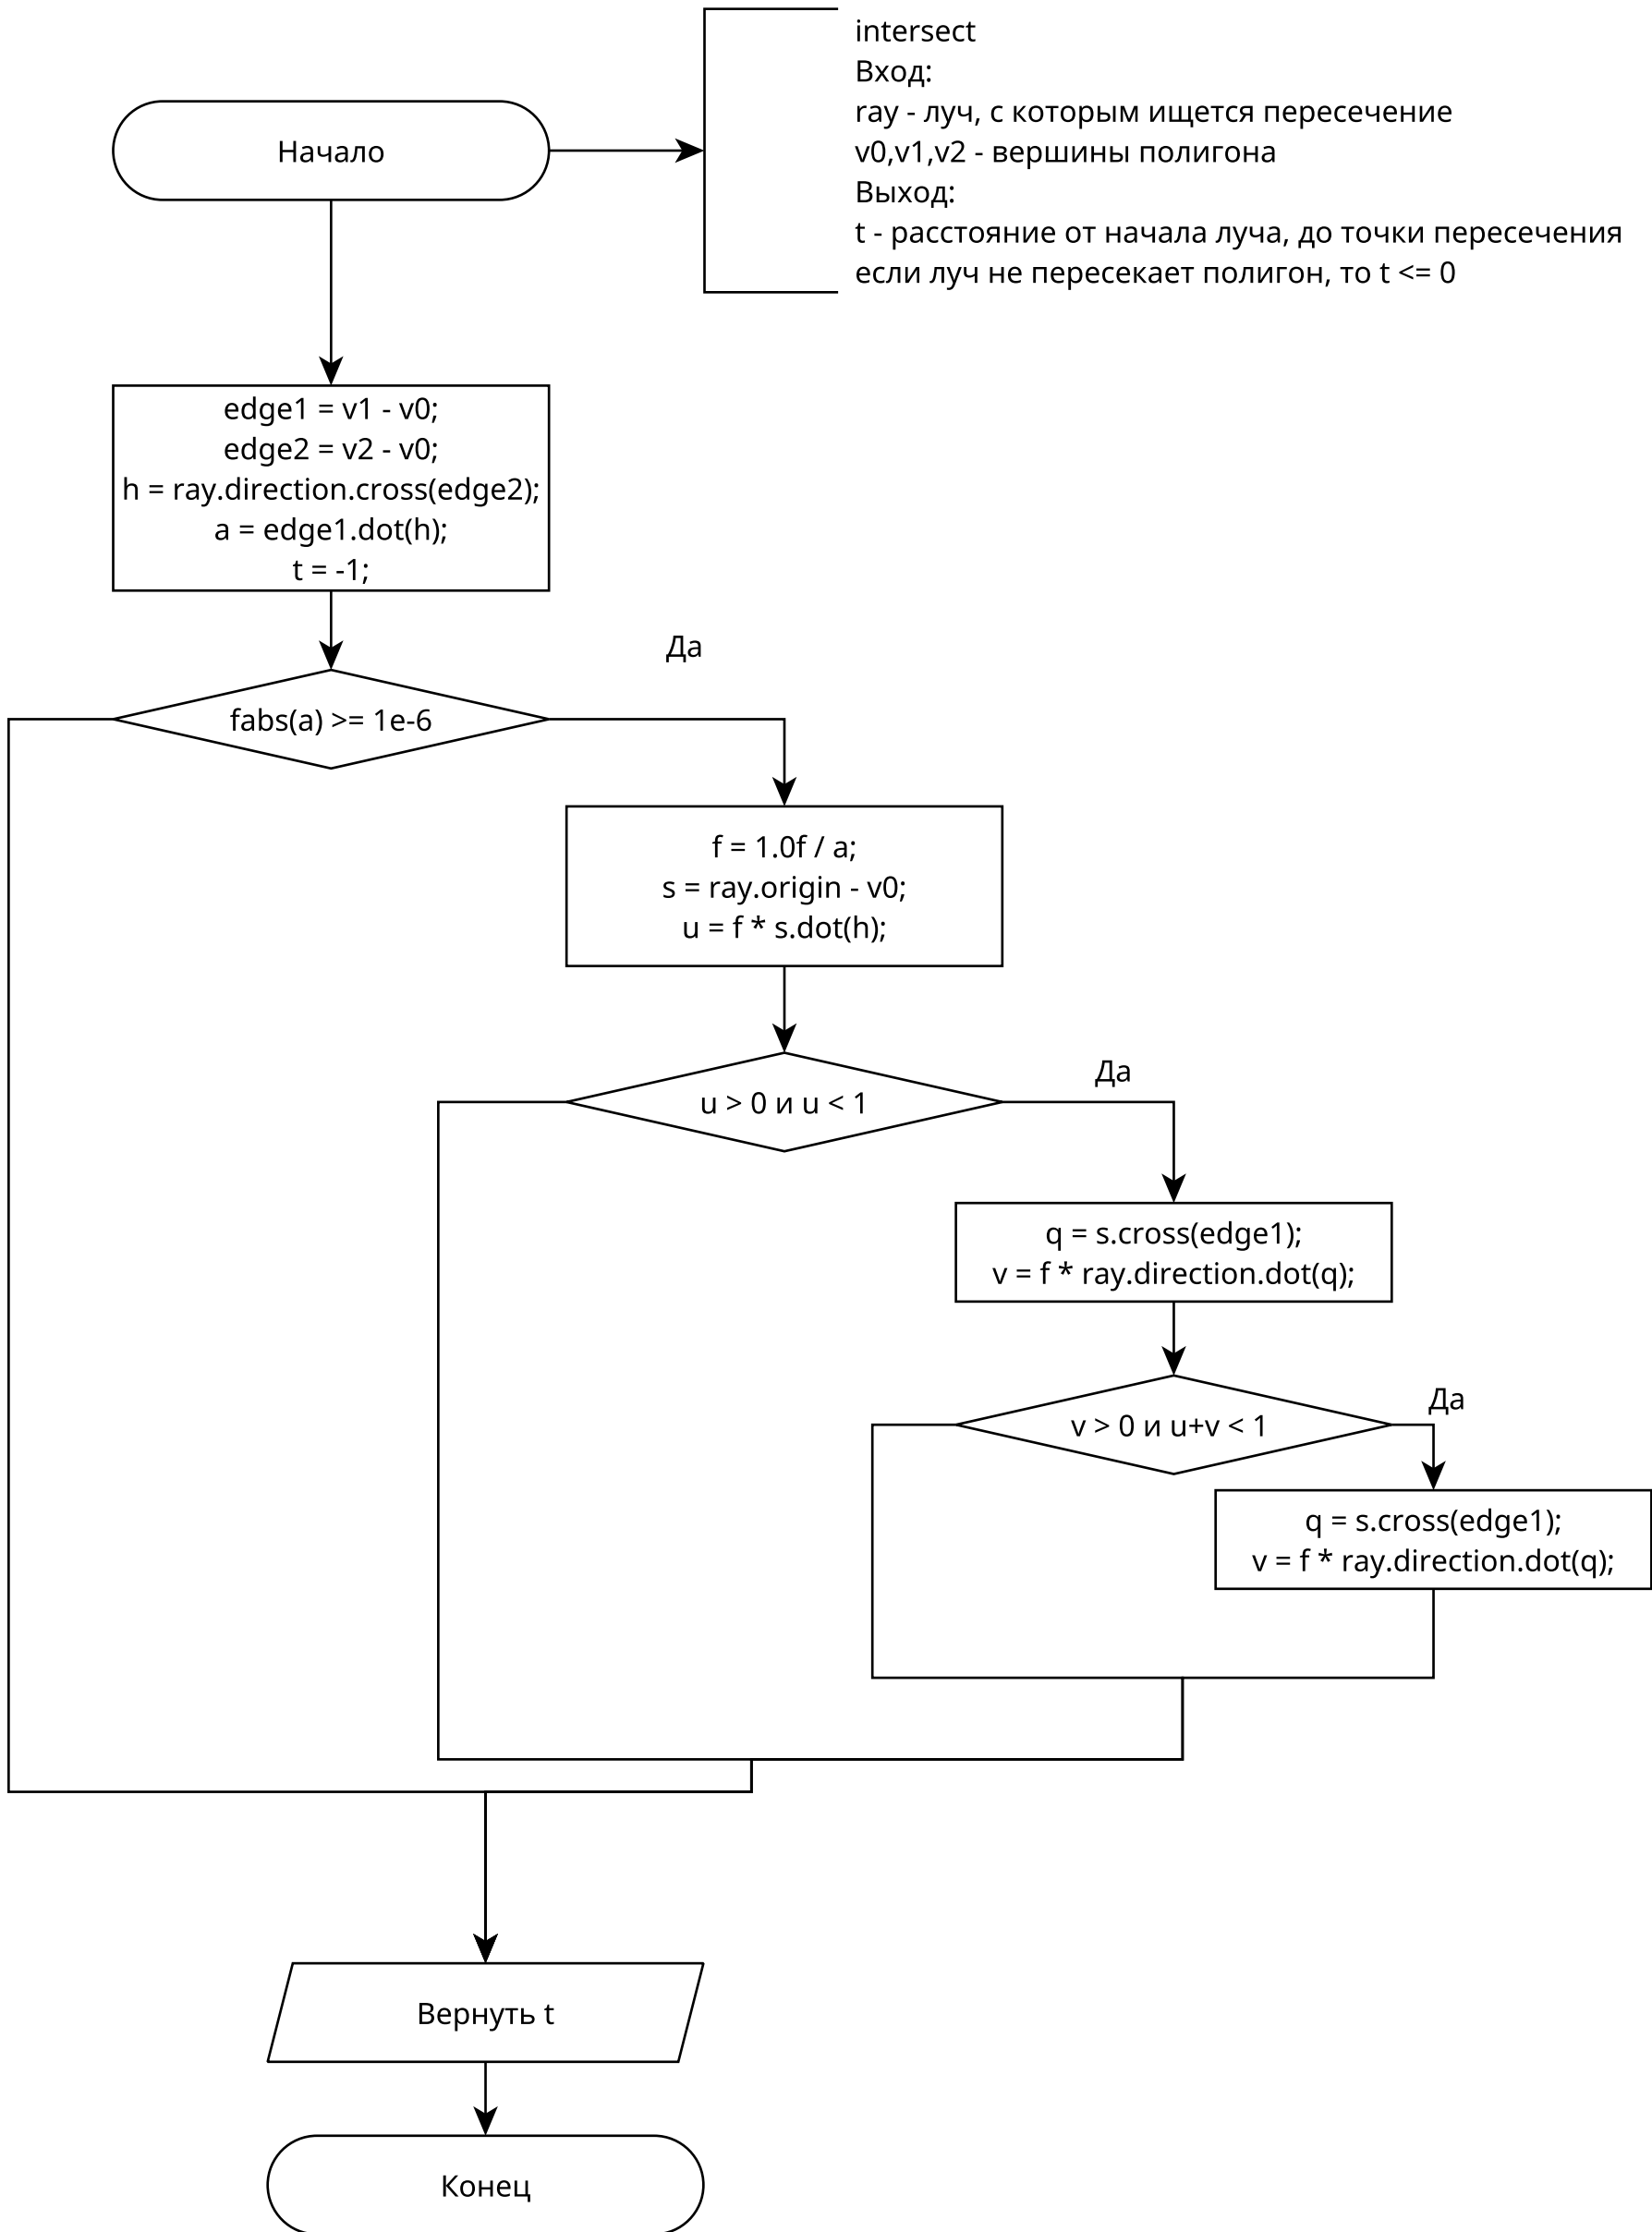 intersect
Вход:
ray - луч, с которым ищется пересечение
Начало
v0,v1,v2 - вершины полигона
Выход:
t - расстояние от начала луча, до точки пересечения
если луч не пересекает полигон, то t <= 0
edge1 = v1 - v0;
edge2 = v2 - v0;
h = ray.direction.cross(edge2);
a = edge1.dot(h);
t = -1;
Да
fabs(a) >= 1e-6
f = 1.0f / a;
s = ray.origin - v0;
u = f * s.dot(h);
Да
u > 0 и u < 1
q = s.cross(edge1);
v = f * ray.direction.dot(q);
Да
v > 0 и u+v < 1
q = s.cross(edge1);
v = f * ray.direction.dot(q);
Вернуть t
Конец